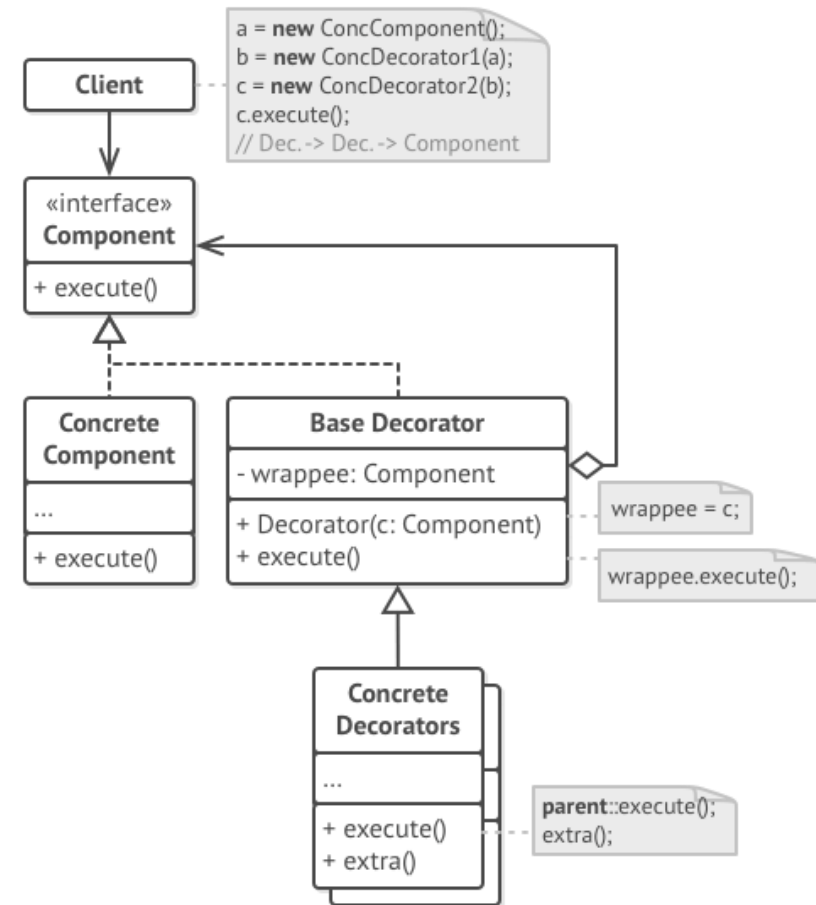 Client
a = new ConcComponent();
b = new ConcDecorator1(a);
c = new ConcDecorator2(b);
c.execute();
// Dec. -> Dec. -> Component
«interface»
Component
+ execute()
Concrete
Component
...
+ execute()
Base Decorator
- wrappee: Component
+ Decorator(c: Component)
+ execute()
wrappee = c;
wrappee.execute();
Concrete
Decorators
...
+ execute()
+ extra()
parent::execute();
extra();